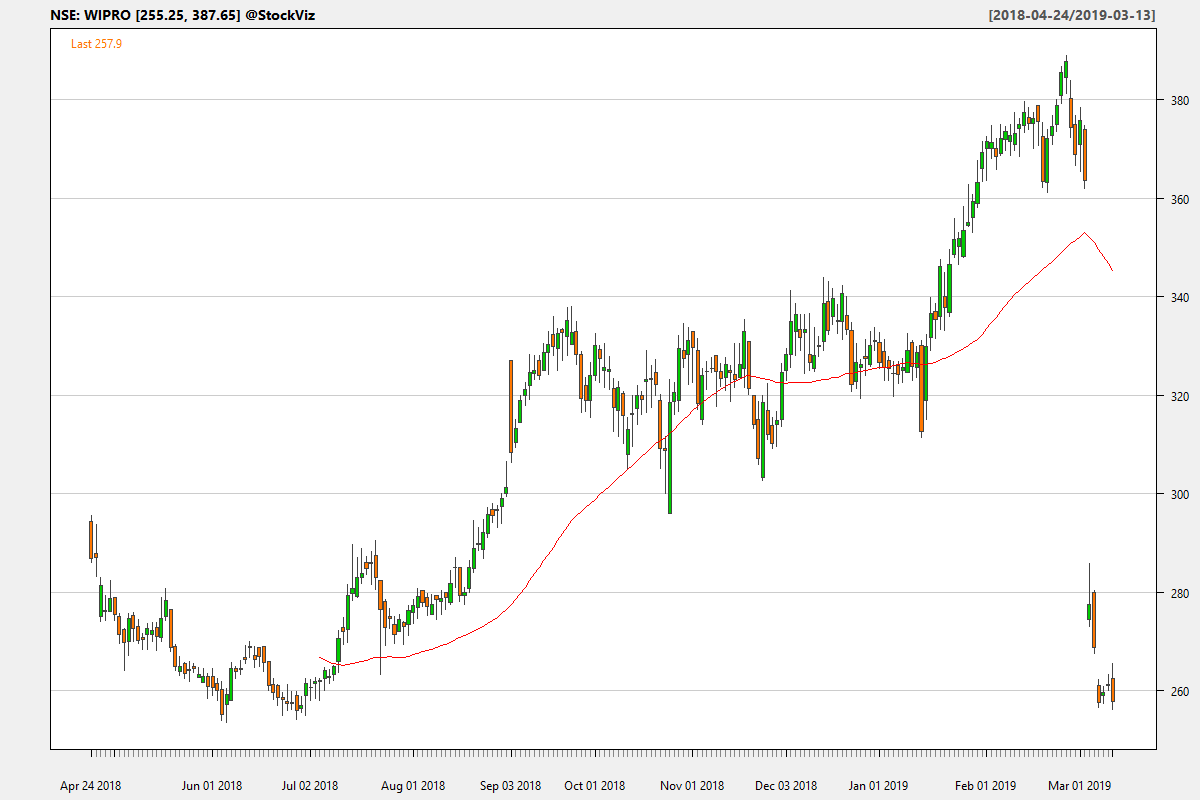 NSE: WIPRO [255.25, 387.65] @StockViz [2018-04-24/2019-03-13]
Last 257.9
380
360
340
320
300
280
260
Apr 24 2018 Jun 01 2018 Jul 02 2018 Aug 01 2018 Sep 03 2018 Oct 01 2018 Nov 01 2018 Dec 03 2018 Jan 01 2019 Feb 01 2019 Mar 01 2019